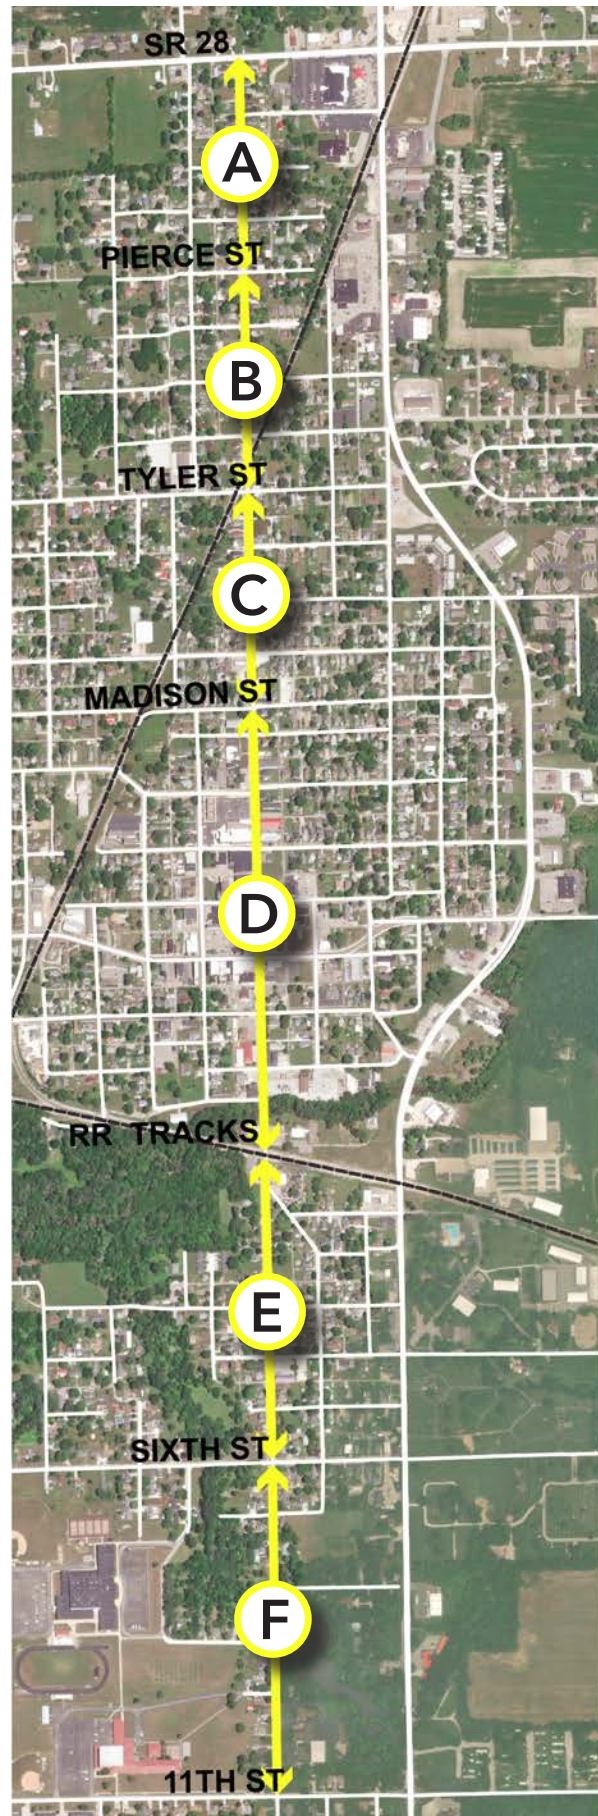 SR 28
A
PIERCE ST
B
TYLER ST
C
MADISON ST
D
RR TRACKS
E
SIXTH ST
F
11TH ST